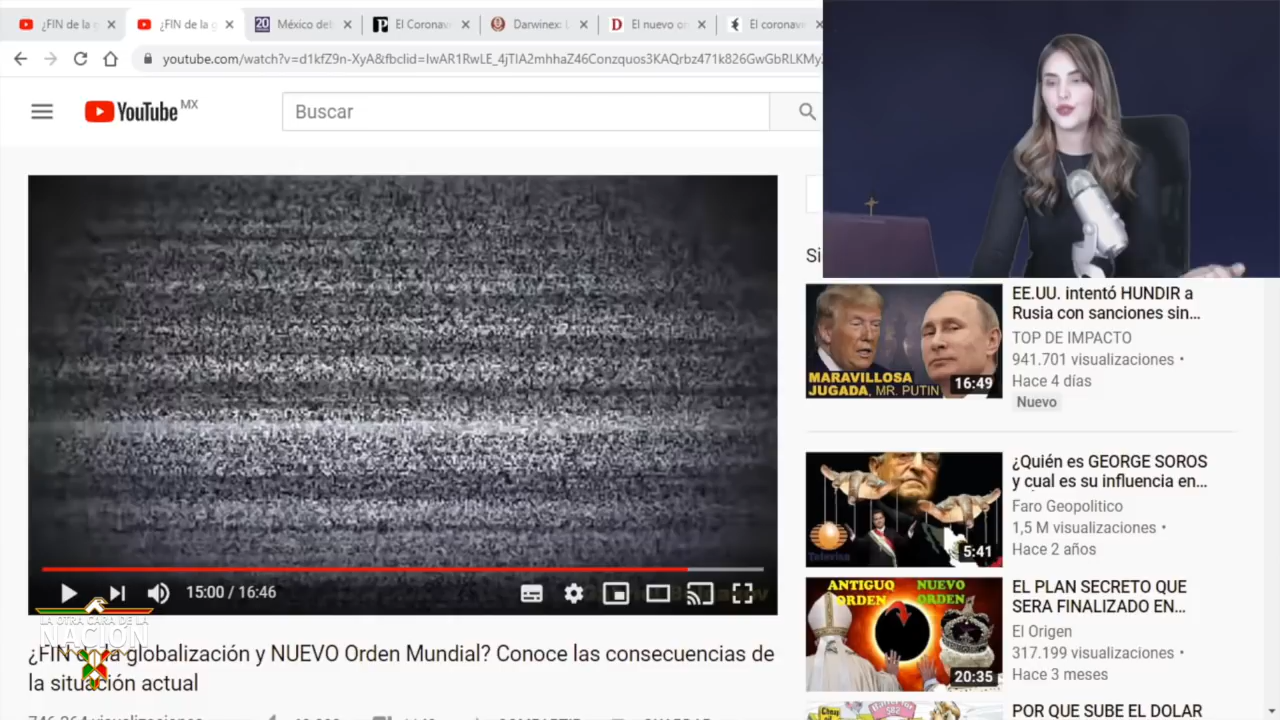 ¿FIN de la g
¿FIN de la g
México de
El Corona
Darwinex:
El nuevo o
El corona
youtube.com/watch?v=d1kfZ9n-XyA&fbclid=IwAR1RwLE_4jTlA2mhhaZ46Conzquos3KAQrbz471k826GwGbRLKMy
YouTube MX
Buscar
Si
MARAVILLOSA
JUGADA, MR. PUTIN
16:49
EE.UU. intentó HUNDIR a
Rusia con sanciones sin...
TOP DE IMPACTO
941.701 visualizaciones •
Hace 4 días
Nuevo
Televisa
5:41
¿Quién es GEORGE SOROS
y cual es su influencia en...
Faro Geopolitico
1,5 M visualizaciones •
Hace 2 años
ANTIGUO
ORDEN
NUEVO
ORDEN
20:35
EL PLAN SECRETO QUE
SERA FINALIZADO EN...
El Origen
317.199 visualizaciones •
Hace 3 meses
POR QUE SUBE EL DOLAR
15:00 / 16:46
LA OTRA CARA DE LA
NACIÓN
¿FIN de la globalización y NUEVO Orden Mundial? Conoce las consecuencias de
la situación actual